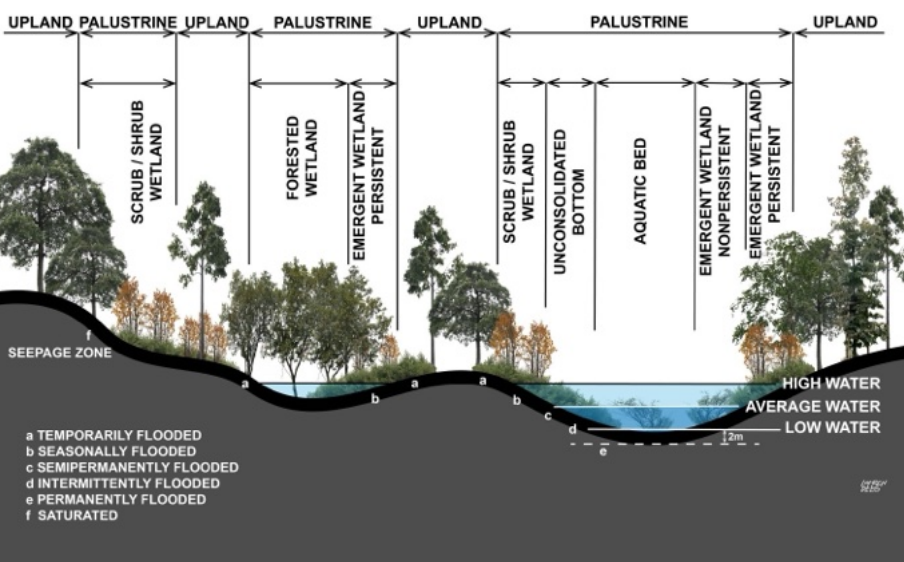 UPLAND PALUSTRINE UPLAND PALUSTRINE UPLAND PALUSTRINE UPLAND
SCRUB / SHRUB
WETLAND
FORESTED
WETLAND
EMERGENT WETLAND
PERSISTENT
SCRUB / SHRUB
WETLAND
UNCONSOLIDATED
BOTTOM
AQUATIC BED
EMERGENT WETLAND
NONPERSISTENT
EMERGENT WETLAND
PERSISTENT
f
SEEPAGE ZONE
a
b
a
a
b
c
d
e
HIGH WATER
AVERAGE WATER
LOW WATER
2m
a TEMPORARILY FLOODED
b SEASONALLY FLOODED
c SEMIPERMANENTLY FLOODED
d INTERMITTENTLY FLOODED
e PERMANENTLY FLOODED
f SATURATED